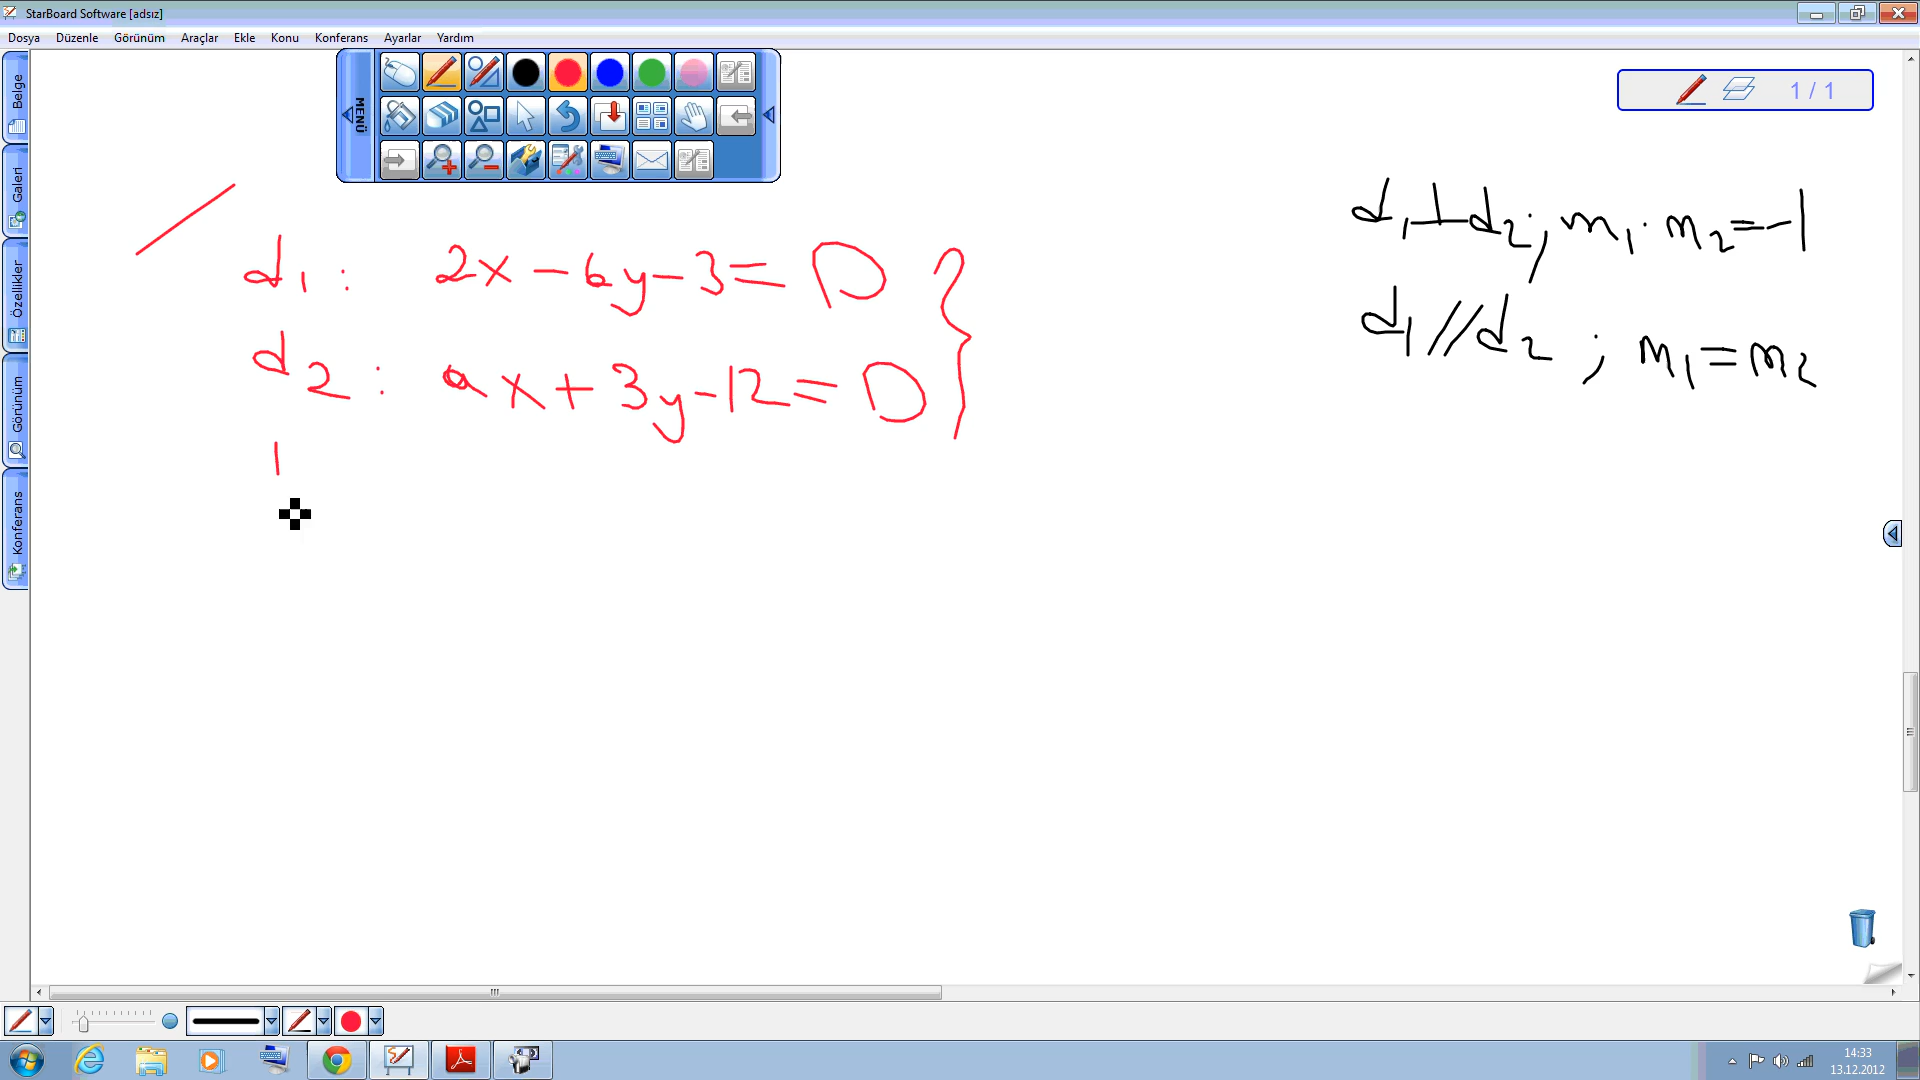 StarBoard Software [adsız]
Dosya Düzenle Görünüm Araçlar Ekle Konu Konferans Ayarlar Yardım
Belge
Galeri
Özellikler
Görünüm
Konferans
MENÜ
1 / 1
d₁ ⊥ d₂ ; m₁ · m₂ = -1
d₁ // d₂ ; m₁ = m₂
d₁ : 2x - 6y - 3 = 0
d₂ : ax + 3y - 12 = 0
14:33
13.12.2012